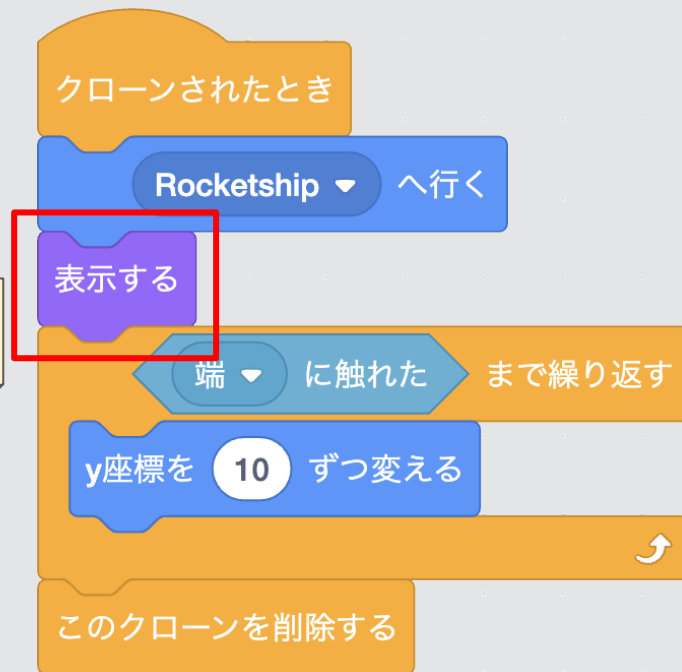 クローンされたとき
Rocketship へ行く
表示する
端 に触れた まで繰り返す
y座標を 10 ずつ変える
このクローンを削除する